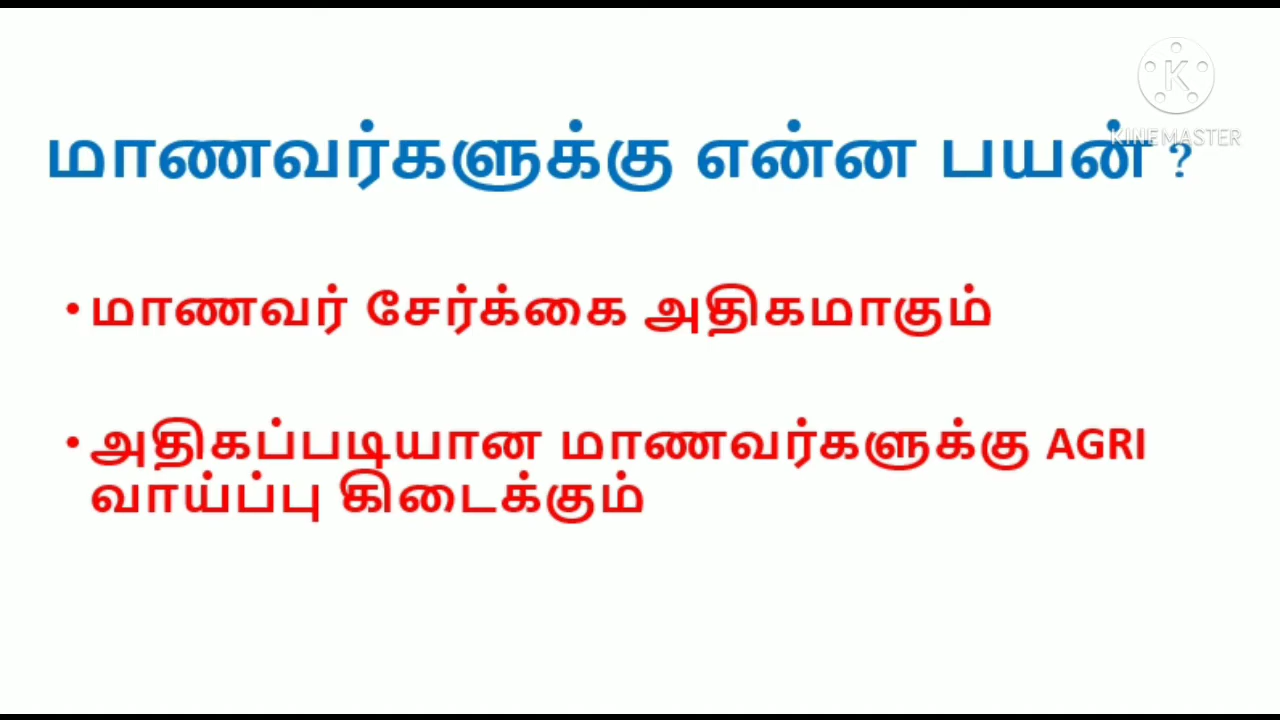 மாணவர்களுக்கு என்ன பயன் ?
KINEMASTER
• மாணவர் சேர்க்கை அதிகமாகும்
• அதிகப்படியான மாணவர்களுக்கு AGRI
வாய்ப்பு கிடைக்கும்